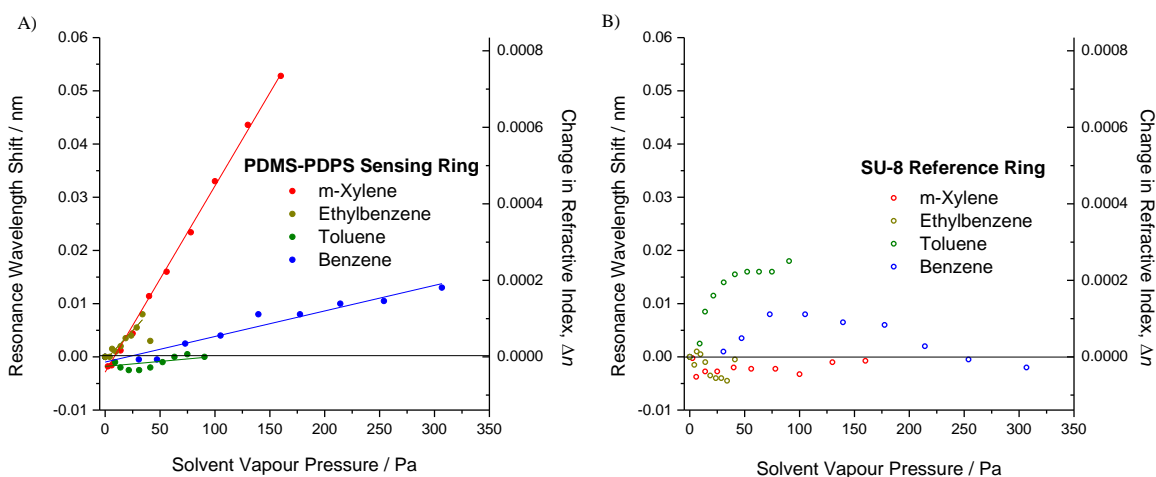 A)
0.06
0.05
0.04
0.03
0.02
0.01
0.00
-0.01
Resonance Wavelength Shift / nm
0.0008
0.0006
0.0004
0.0002
0.0000
Change in Refractive Index, Δn
PDMS-PDPS Sensing Ring
m-Xylene
Ethylbenzene
Toluene
Benzene
0 50 100 150 200 250 300 350
Solvent Vapour Pressure / Pa
B)
0.06
0.05
0.04
0.03
0.02
0.01
0.00
-0.01
Resonance Wavelength Shift / nm
0.0008
0.0006
0.0004
0.0002
0.0000
Change in Refractive Index, Δn
SU-8 Reference Ring
m-Xylene
Ethylbenzene
Toluene
Benzene
0 50 100 150 200 250 300 350
Solvent Vapour Pressure / Pa